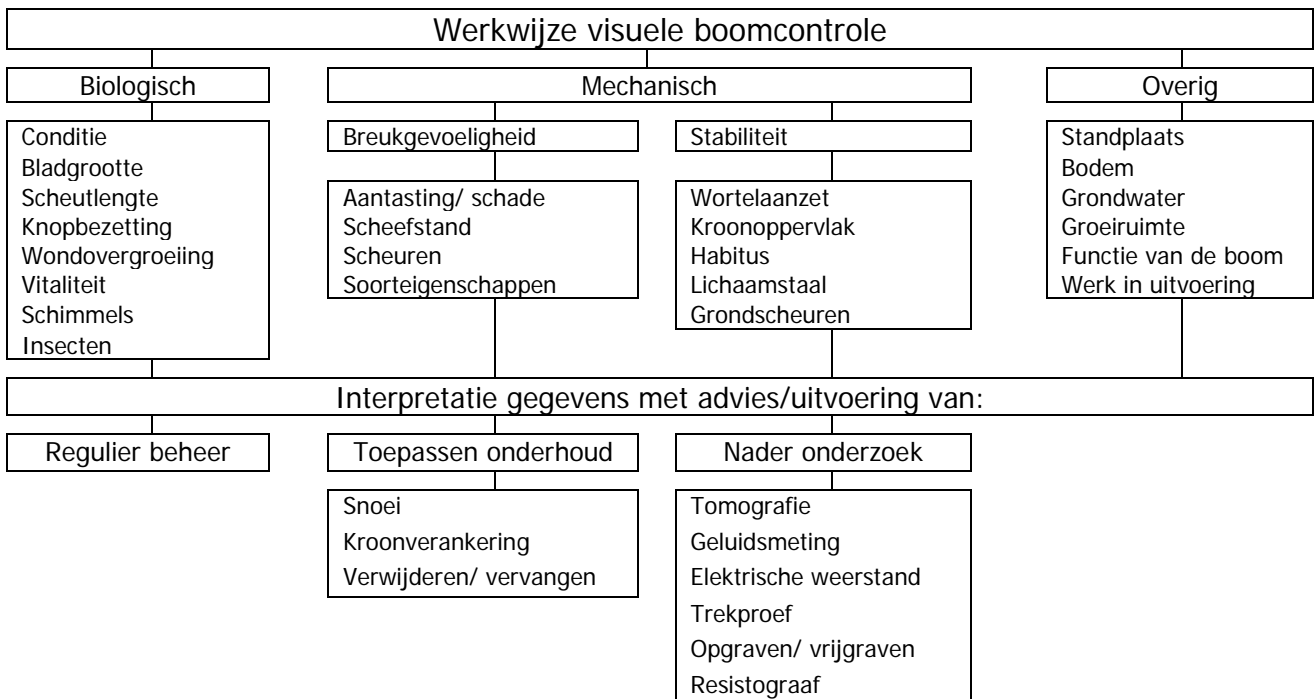 Werkwijze visuele boomcontrole
Biologisch
Conditie
Bladgrootte
Scheutlengte
Knopbezetting
Wondovergroeiing
Vitaliteit
Schimmels
Insecten
Mechanisch
Breukgevoeligheid
Aantasting/ schade
Scheefstand
Scheuren
Soorteigenschappen
Stabiliteit
Wortelaanzet
Kroonoppervlak
Habitus
Lichaamstaal
Grondscheuren
Overig
Standplaats
Bodem
Grondwater
Groeiruimte
Functie van de boom
Werk in uitvoering
Interpretatie gegevens met advies/uitvoering van:
Regulier beheer
Toepassen onderhoud
Snoei
Kroonverankering
Verwijderen/ vervangen
Nader onderzoek
Tomografie
Geluidsmeting
Elektrische weerstand
Trekproef
Opgraven/ vrijgraven
Resistograaf